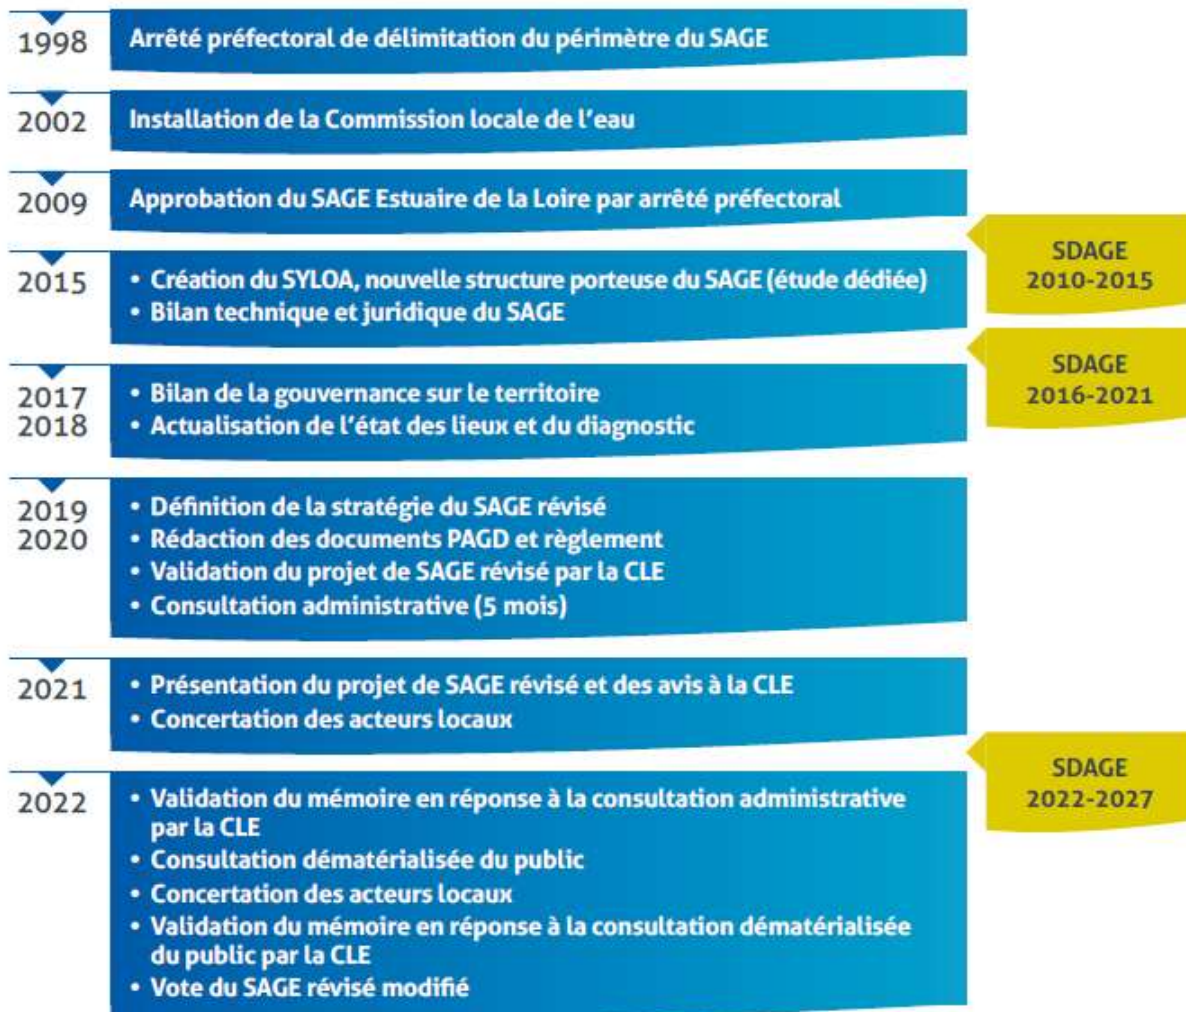 1998
Arrêté préfectoral de délimitation du périmètre du SAGE
2002
Installation de la Commission locale de l'eau
2009
Approbation du SAGE Estuaire de la Loire par arrêté préfectoral
SDAGE
2010-2015
2015
• Création du SYLOA, nouvelle structure porteuse du SAGE (étude dédiée)
• Bilan technique et juridique du SAGE
SDAGE
2016-2021
2017
2018
• Bilan de la gouvernance sur le territoire
• Actualisation de l'état des lieux et du diagnostic
2019
2020
• Définition de la stratégie du SAGE révisé
• Rédaction des documents PAGD et règlement
• Validation du projet de SAGE révisé par la CLE
• Consultation administrative (5 mois)
2021
• Présentation du projet de SAGE révisé et des avis à la CLE
• Concertation des acteurs locaux
SDAGE
2022-2027
2022
• Validation du mémoire en réponse à la consultation administrative
par la CLE
• Consultation dématérialisée du public
• Concertation des acteurs locaux
• Validation du mémoire en réponse à la consultation dématérialisée
du public par la CLE
• Vote du SAGE révisé modifié